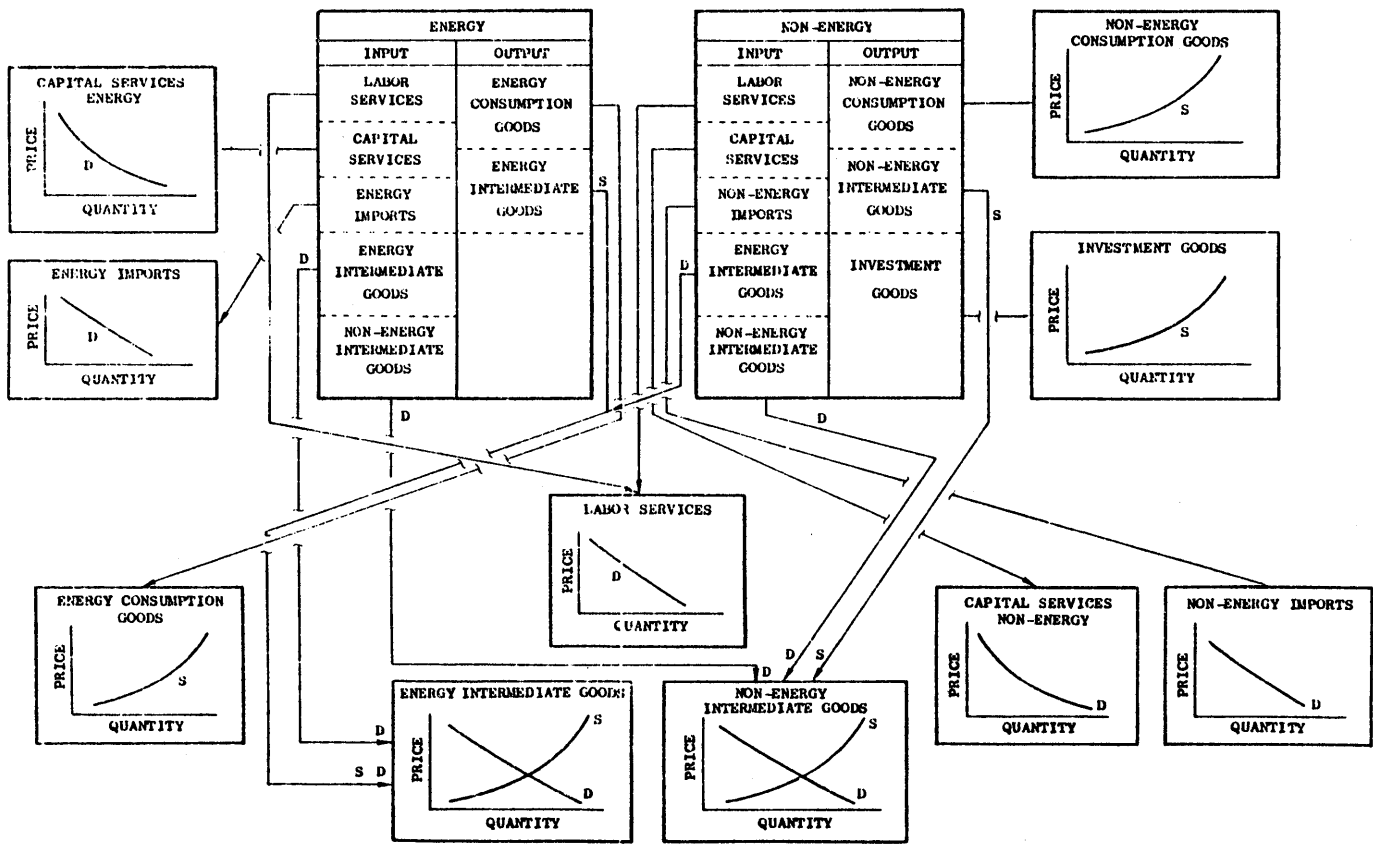 ENERGY
INPUT
OUTPUT
LABOR
SERVICES
CAPITAL
SERVICES
ENERGY
IMPORTS
ENERGY
INTERMEDIATE
GOODS
NON-ENERGY
INTERMEDIATE
GOODS
ENERGY
CONSUMPTION
GOODS
ENERGY
INTERMEDIATE
GOODS
NON-ENERGY
INPUT
OUTPUT
LABOR
SERVICES
CAPITAL
SERVICES
NON-ENERGY
IMPORTS
ENERGY
INTERMEDIATE
GOODS
NON-ENERGY
INTERMEDIATE
GOODS
NON-ENERGY
CONSUMPTION
GOODS
NON-ENERGY
INTERMEDIATE
GOODS
INVESTMENT
GOODS
NON-ENERGY
CONSUMPTION GOODS
PRICE
S
QUANTITY
CAPITAL SERVICES
ENERGY
PRICE
D
QUANTITY
ENERGY IMPORTS
PRICE
D
QUANTITY
INVESTMENT GOODS
PRICE
S
QUANTITY
D
S
D
S
D
D
LABOR SERVICES
PRICE
D
QUANTITY
ENERGY CONSUMPTION
GOODS
PRICE
S
QUANTITY
CAPITAL SERVICES
NON-ENERGY
PRICE
D
QUANTITY
NON-ENERGY IMPORTS
PRICE
D
QUANTITY
D
D S
D
S D
ENERGY INTERMEDIATE GOODS
PRICE
S
D
QUANTITY
NON-ENERGY
INTERMEDIATE GOODS
PRICE
S
D
QUANTITY